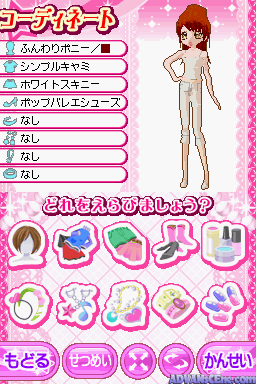 コーディネート
ふんわりポニー/
シンプルキャミ
ホワイトスキニー
ポップバレエシューズ
なし
なし
なし
なし
どれをえらびましょう?
もどる
せつめい
かんせい
ADVANSCENE.com